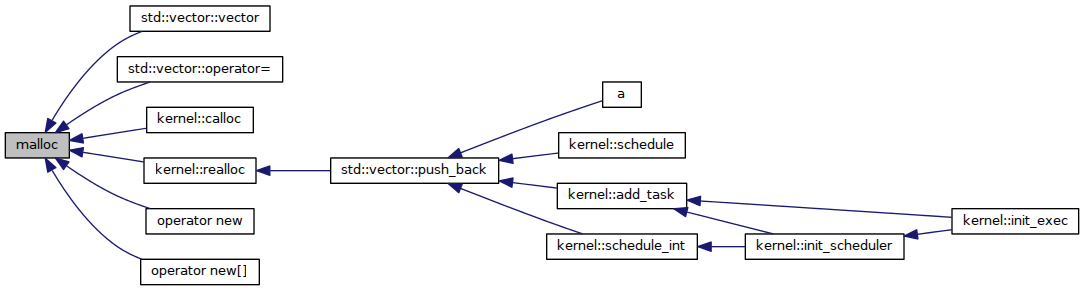 std::vector::vector
std::vector::operator=
a
kernel::calloc
malloc
kernel::schedule
kernel::realloc
std::vector::push_back
kernel::add_task
operator new
kernel::init_exec
kernel::schedule_int
kernel::init_scheduler
operator new[]